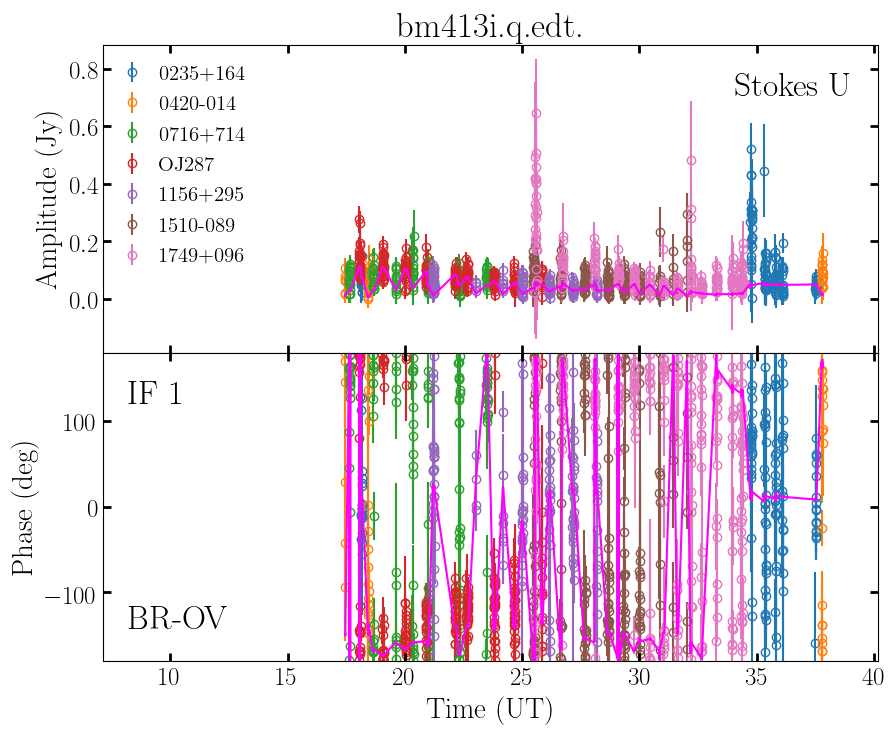 bm413i.q.edt.
Amplitude (Jy)
0.8
0.6
0.4
0.2
0.0
0235+164
0420-014
0716+714
OJ287
1156+295
1510-089
1749+096
Stokes U
Phase (deg)
100
0
−100
IF 1
BR-OV
10 15 20 25 30 35 40
Time (UT)